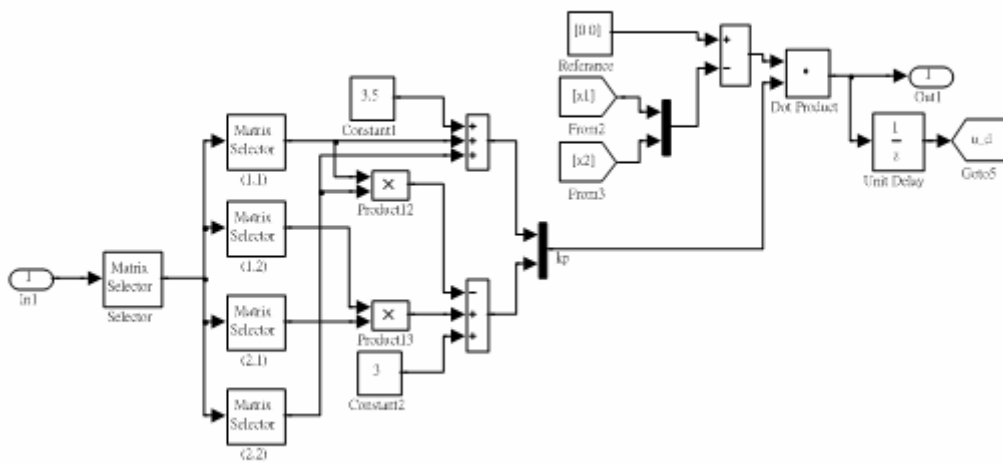 1
In1
Matrix
Selector
Selector
Matrix
Selector
(1.1)
Matrix
Selector
(1.2)
Matrix
Selector
(2.1)
Matrix
Selector
(2.2)
3.5
Constant1
+
+
+
×
Product12
×
Product13
3
Constant2
−
+
+
kp
[0 0]
Referance
[x1]
From2
[x2]
From3
+
−
Dot Product
1
Out1
1
z
Unit Delay
u_d
Goto5